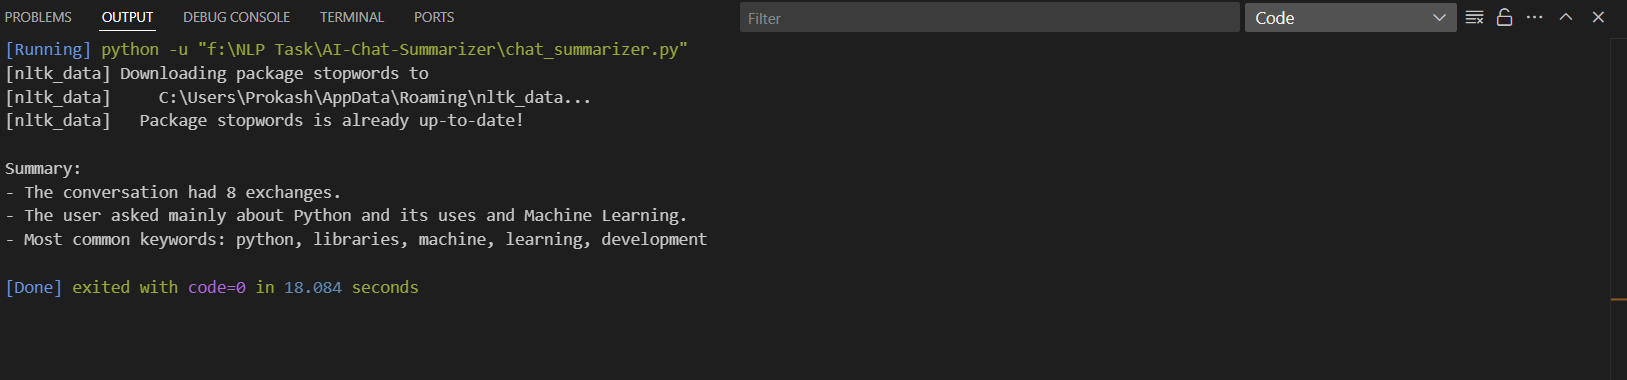 PROBLEMS OUTPUT DEBUG CONSOLE TERMINAL PORTS Filter Code
[Running] python -u "f:\NLP Task\AI-Chat-Summarizer\chat_summarizer.py"
[nltk_data] Downloading package stopwords to
[nltk_data]     C:\Users\Prokash\AppData\Roaming\nltk_data...
[nltk_data]   Package stopwords is already up-to-date!
Summary:
- The conversation had 8 exchanges.
- The user asked mainly about Python and its uses and Machine Learning.
- Most common keywords: python, libraries, machine, learning, development
[Done] exited with code=0 in 18.084 seconds